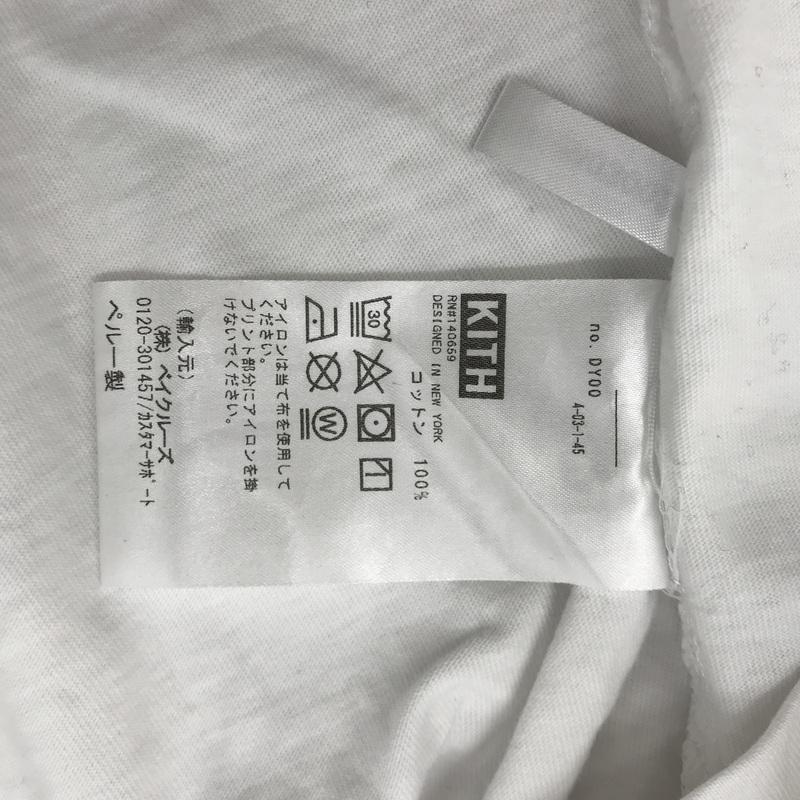 no. DY00
4-03-1-45
KITH
RN#140659
DESIGNED IN NEW YORK
コットン 100%
30
W
アイロンは当て布を使用して
ください。
プリント部分にアイロンを掛
けないでください。
(輸入元)
(株)ベイクルーズ
0120-301457/カスタマーサポート
ペルー製